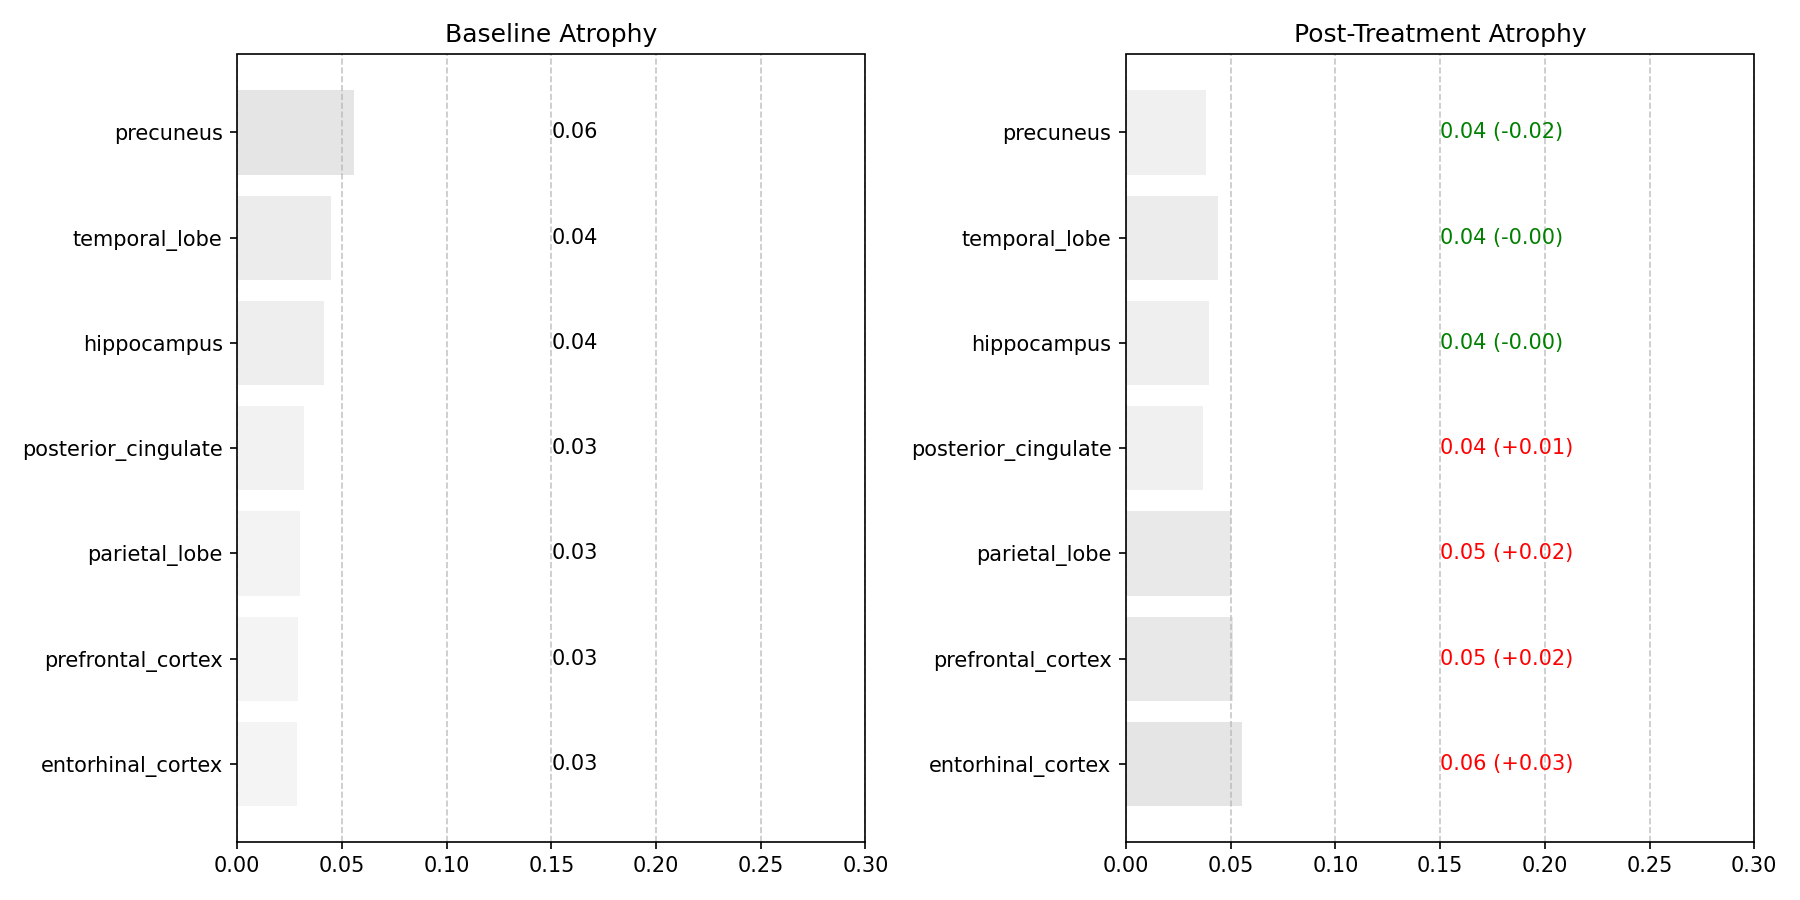 Baseline Atrophy
precuneus
0.06
temporal_lobe
0.04
hippocampus
0.04
posterior_cingulate
0.03
parietal_lobe
0.03
prefrontal_cortex
0.03
entorhinal_cortex
0.03
0.00 0.05 0.10 0.15 0.20 0.25 0.30
Post-Treatment Atrophy
precuneus
0.04 (-0.02)
temporal_lobe
0.04 (-0.00)
hippocampus
0.04 (-0.00)
posterior_cingulate
0.04 (+0.01)
parietal_lobe
0.05 (+0.02)
prefrontal_cortex
0.05 (+0.02)
entorhinal_cortex
0.06 (+0.03)
0.00 0.05 0.10 0.15 0.20 0.25 0.30